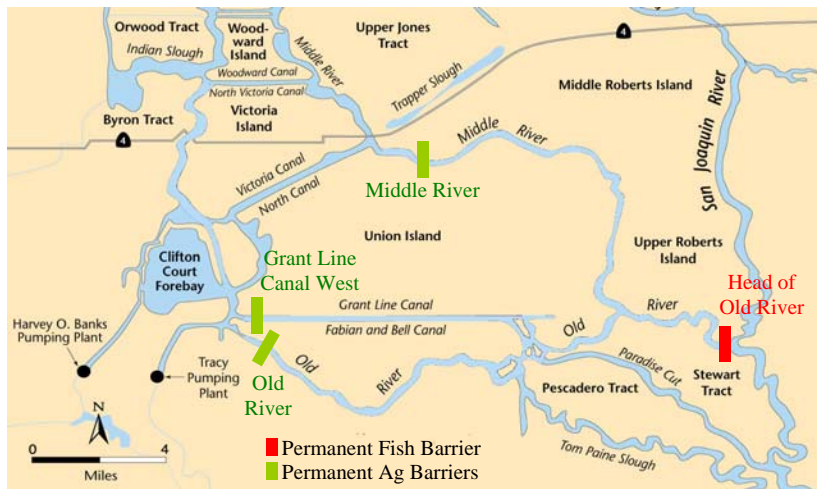 Orwood Tract
Indian Slough
Wood-
ward
Island
Woodward Canal
North Victoria Canal
Victoria
Island
Byron Tract
4
Middle River
Upper Jones
Tract
Trapper Slough
4
Middle Roberts Island
San Joaquin River
Middle River
Middle River
Victoria Canal
North Canal
Union Island
Upper Roberts
Island
Clifton
Court
Forebay
Grant Line
Canal West
Grant Line Canal
Fabian and Bell Canal
Head of
Old River
Old River
Harvey O. Banks
Pumping Plant
Tracy
Pumping
Plant
Old River
Old
River
Paradise Cut
Stewart
Tract
Pescadero Tract
Tom Paine Slough
N
0 4
Miles
Permanent Fish Barrier
Permanent Ag Barriers